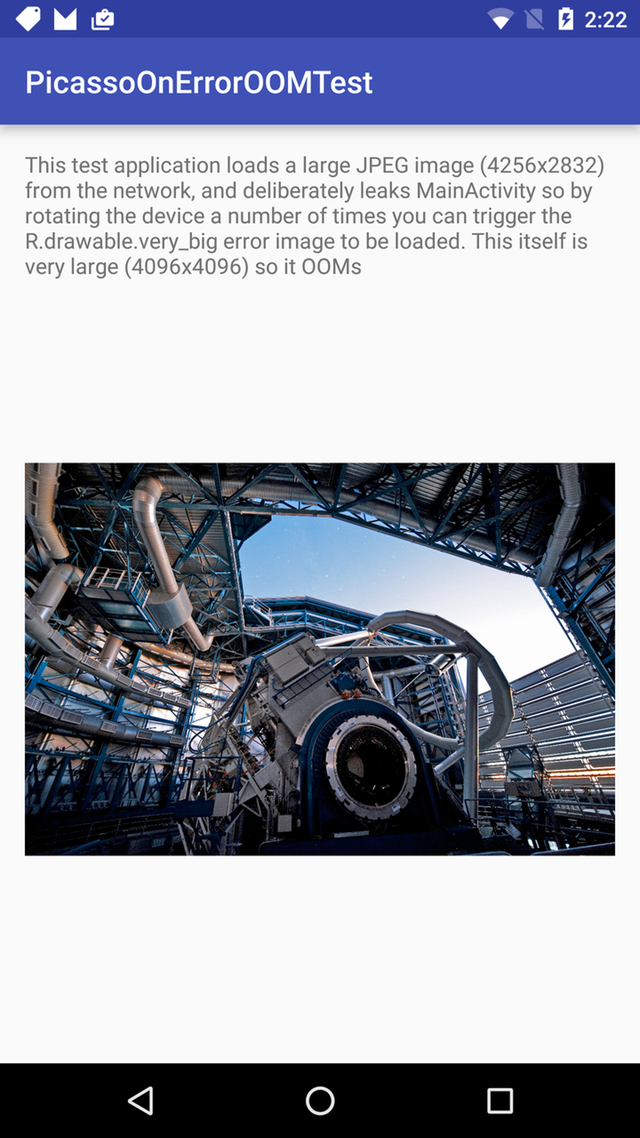 2:22
PicassoOnErrorOOMTest
This test application loads a large JPEG image (4256x2832)
from the network, and deliberately leaks MainActivity so by
rotating the device a number of times you can trigger the
R.drawable.very_big error image to be loaded. This itself is
very large (4096x4096) so it OOMs